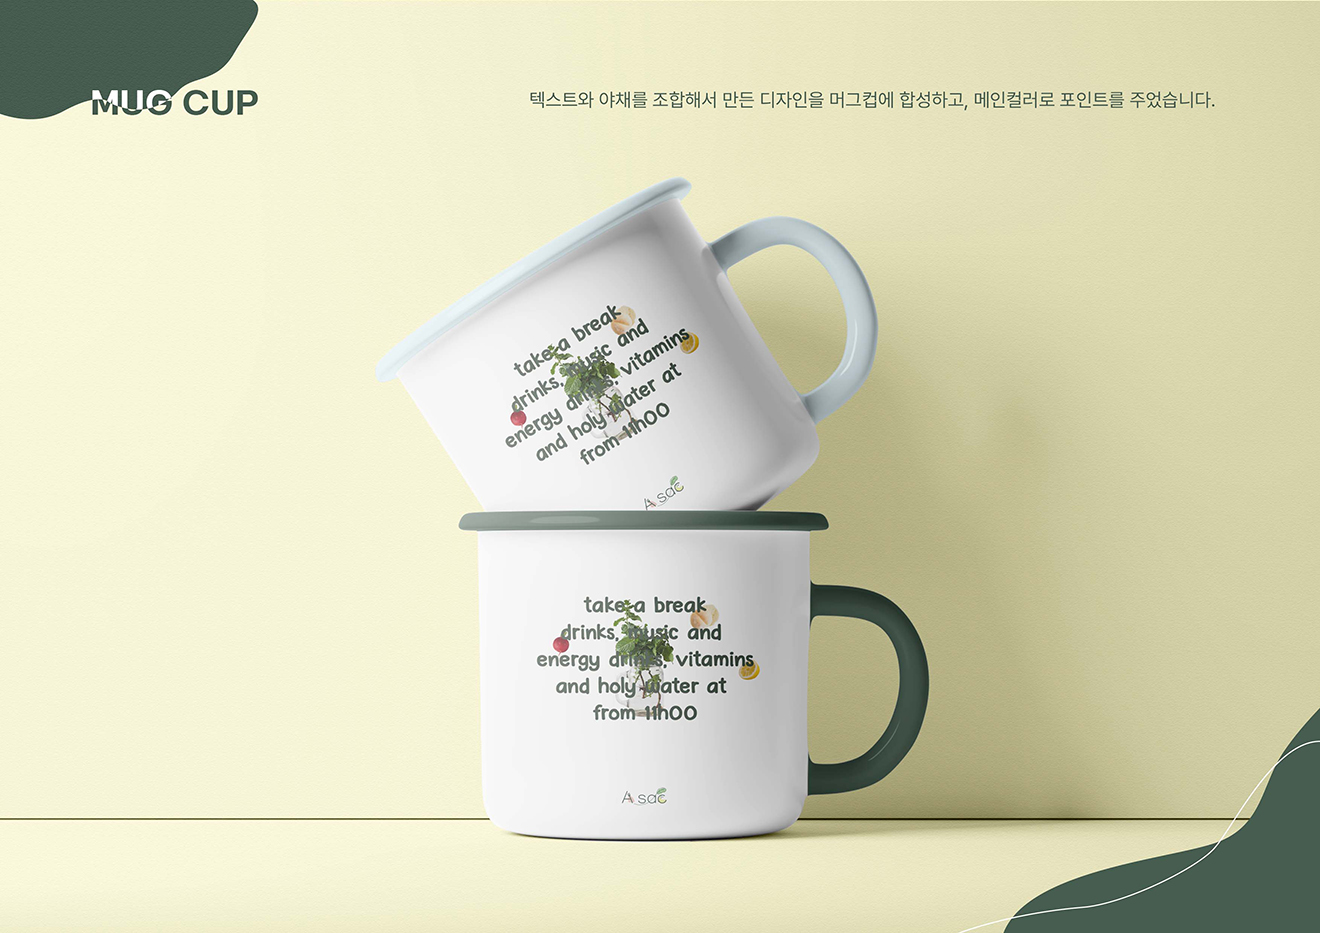 MUG CUP
텍스트와 야채를 조합해서 만든 디자인을 머그컵에 합성하고, 메인컬러로 포인트를 주었습니다.
take a break
drinks, music and
energy drinks, vitamins
and holy water at
from 11h00
A.sac
take a break
drinks, music and
energy drinks, vitamins
and holy water at
from 11h00
A.sac